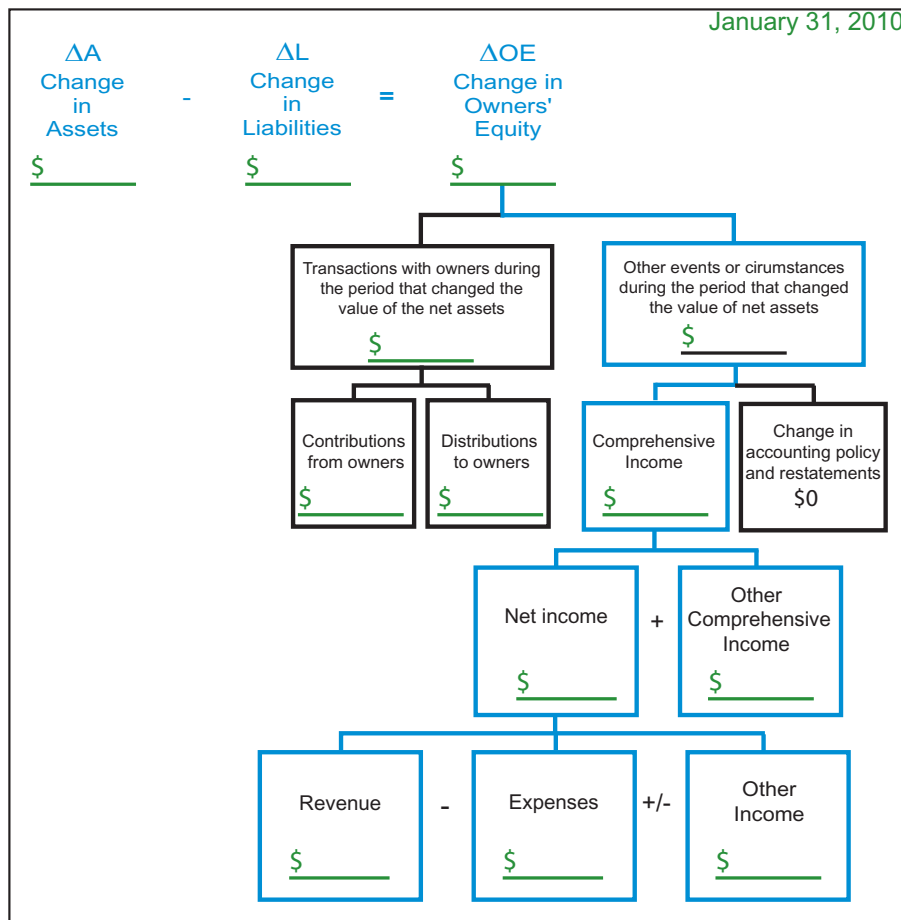 January 31, 2010
ΔA
Change
in
Assets
$
-
ΔL
Change
in
Liabilities
$
=
ΔOE
Change in
Owners'
Equity
$
Transactions with owners during
the period that changed the
value of the net assets
$
Other events or cirumstances
during the period that changed
the value of net assets
$
Contributions
from owners
$
Distributions
to owners
$
Comprehensive
Income
$
Change in
accounting policy
and restatements
$0
Net income
$
+
Other
Comprehensive
Income
$
Revenue
$
-
Expenses
$
+/-
Other
Income
$